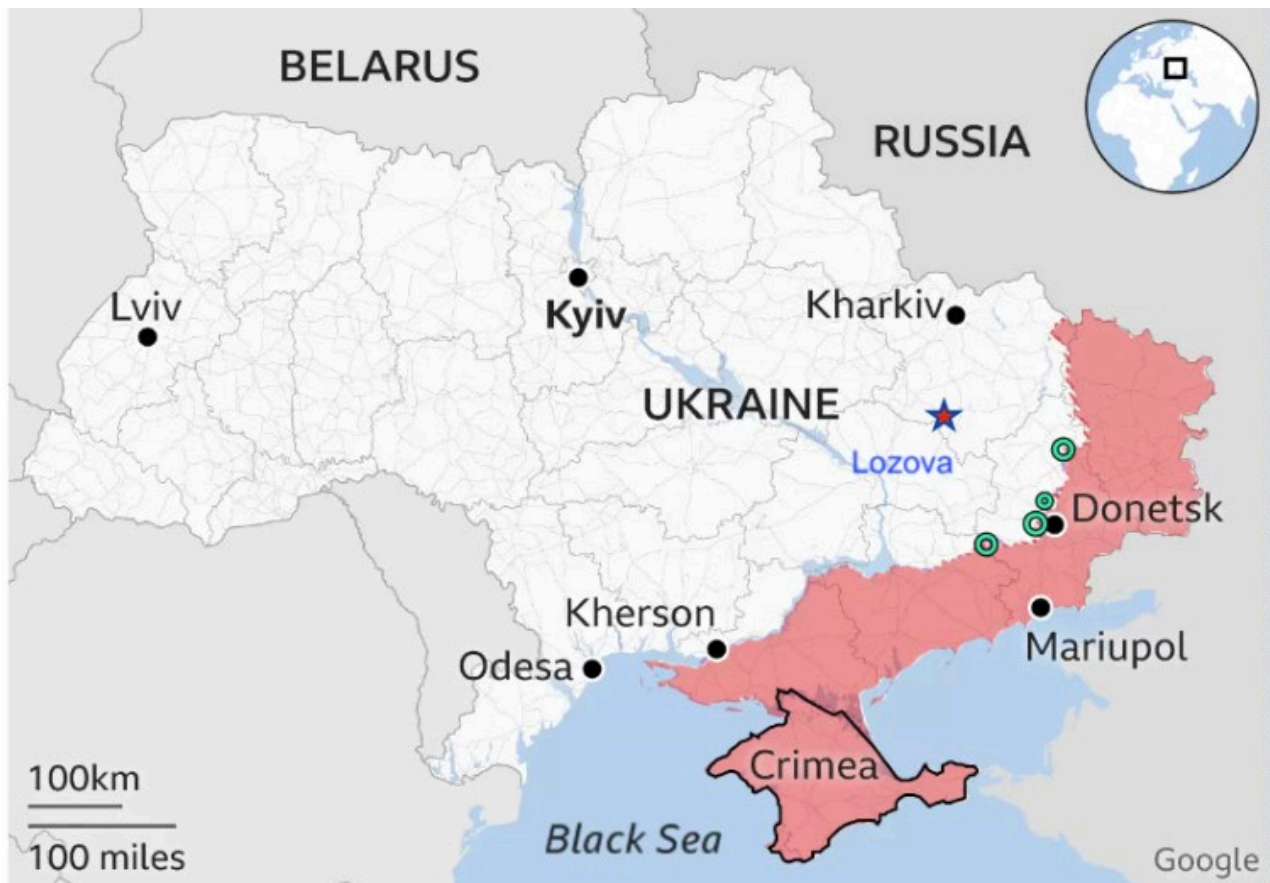 BELARUS
RUSSIA
Lviv
Kyiv
Kharkiv
UKRAINE
Lozova
Donetsk
Kherson
Mariupol
Odesa
Crimea
100km
100 miles
Black Sea
Google